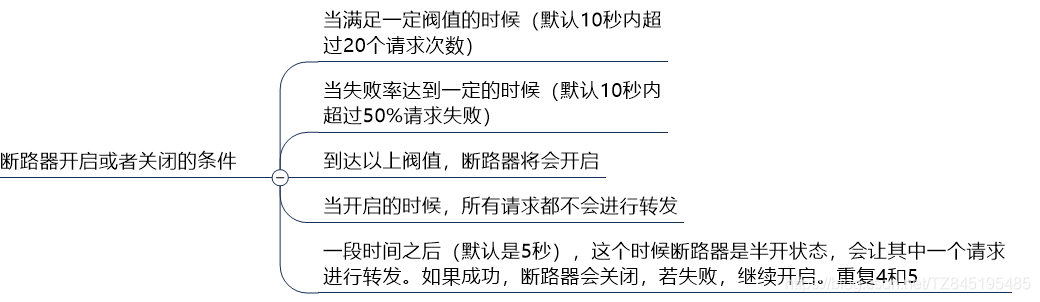 当满足一定阀值的时候（默认10秒内超
过20个请求次数）
当失败率达到一定的时候（默认10秒内
超过50%请求失败）
断路器开启或者关闭的条件
到达以上阀值，断路器将会开启
当开启的时候，所有请求都不会进行转发
一段时间之后（默认是5秒），这个时候断路器是半开状态，会让其中一个请求
进行转发。如果成功，断路器会关闭，若失败，继续开启。重复4和5